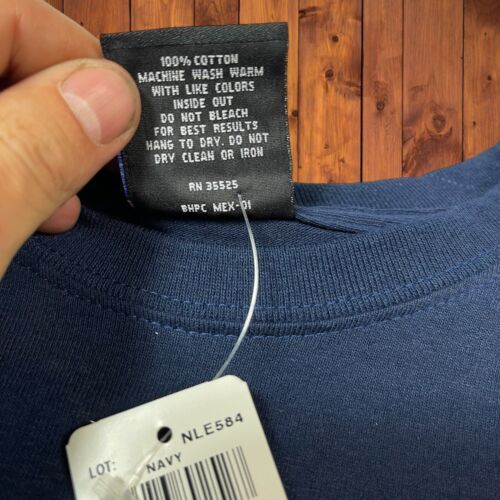 100% COTTON
MACHINE WASH WARM
WITH LIKE COLORS
INSIDE OUT
DO NOT BLEACH
FOR BEST RESULTS
HANG TO DRY. DO NOT
DRY CLEAN OR IRON
RN 35525
BHPC MEX-01
NLE584
LOT: NAVY